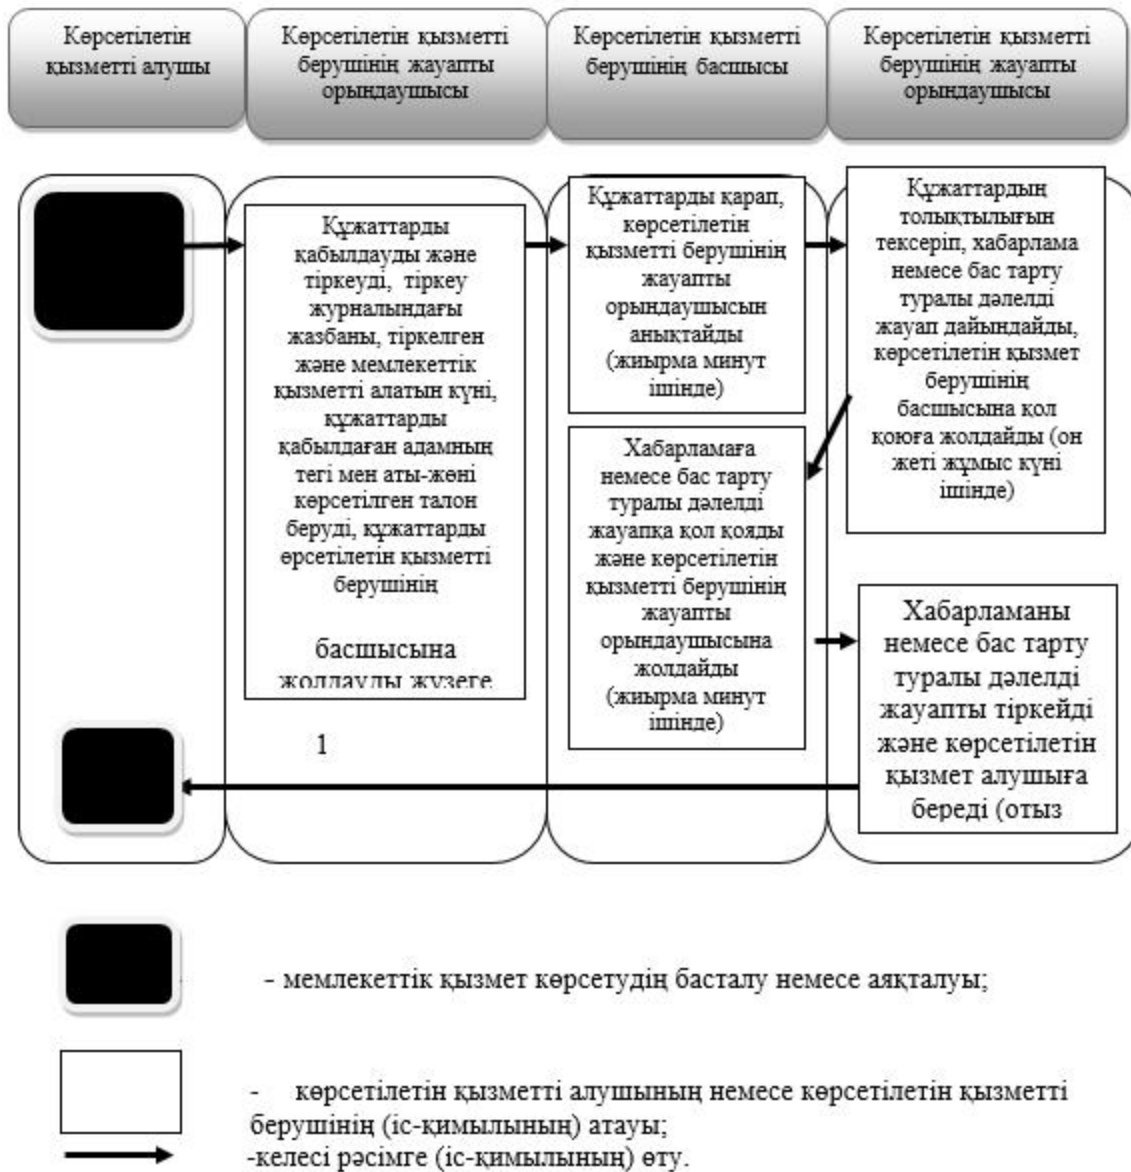 Көрсетілетін
қызметті алушы
Көрсетілетін қызметті
берушінің жауапты
орындаушысы
Көрсетілетін қызметті
берушінің басшысы
Көрсетілетін қызметті
берушінің жауапты
орындаушысы
Құжаттарды
қабылдауды және
тіркеуді, тіркеу
журналындағы
жазбаны, тіркелген
және мемлекеттік
қызметті алатын күні,
құжаттарды
қабылдаған адамның
тегі мен аты-жөні
көрсетілген талон
беруді, құжаттарды
өрсетілетін қызметті
берушінің
басшысына
жолдауды жүзеге
1
Құжаттарды қарап,
көрсетілетін
қызметті берушінің
жауапты
орындаушысын
анықтайды
(жиырма минут
ішінде)
Құжаттардың
толықтылығын
тексеріп, хабарлама
немесе бас тарту
туралы дәлелді
жауап дайындайды,
көрсетілетін қызмет
берушінің
басшысына қол
қоюға жолдайды (он
жеті жұмыс күні
ішінде)
Хабарламаға
немесе бас тарту
туралы дәлелді
жауапқа қол қояды
және көрсетілетін
қызметті берушінің
жауапты
орындаушысына
жолдайды
(жиырма минут
ішінде)
Хабарламаны
немесе бас тарту
туралы дәлелді
жауапты тіркейді
және көрсетілетін
қызмет алушыға
береді (отыз
- мемлекеттік қызмет көрсетудің басталу немесе аяқталуы;
- көрсетілетін қызметті алушының немесе көрсетілетін қызметті
берушінің (іс-қимылының) атауы;
-келесі рәсімге (іс-қимылының) өту.